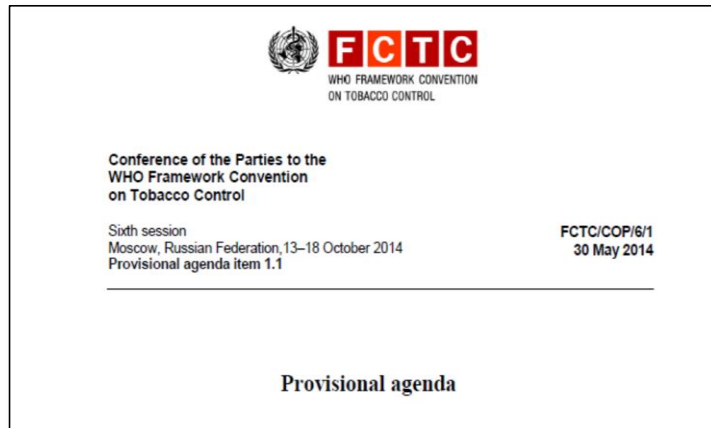 FCTC
WHO FRAMEWORK CONVENTION
ON TOBACCO CONTROL
Conference of the Parties to the
WHO Framework Convention
on Tobacco Control
Sixth session
Moscow, Russian Federation,13–18 October 2014
Provisional agenda item 1.1
FCTC/COP/6/1
30 May 2014
Provisional agenda